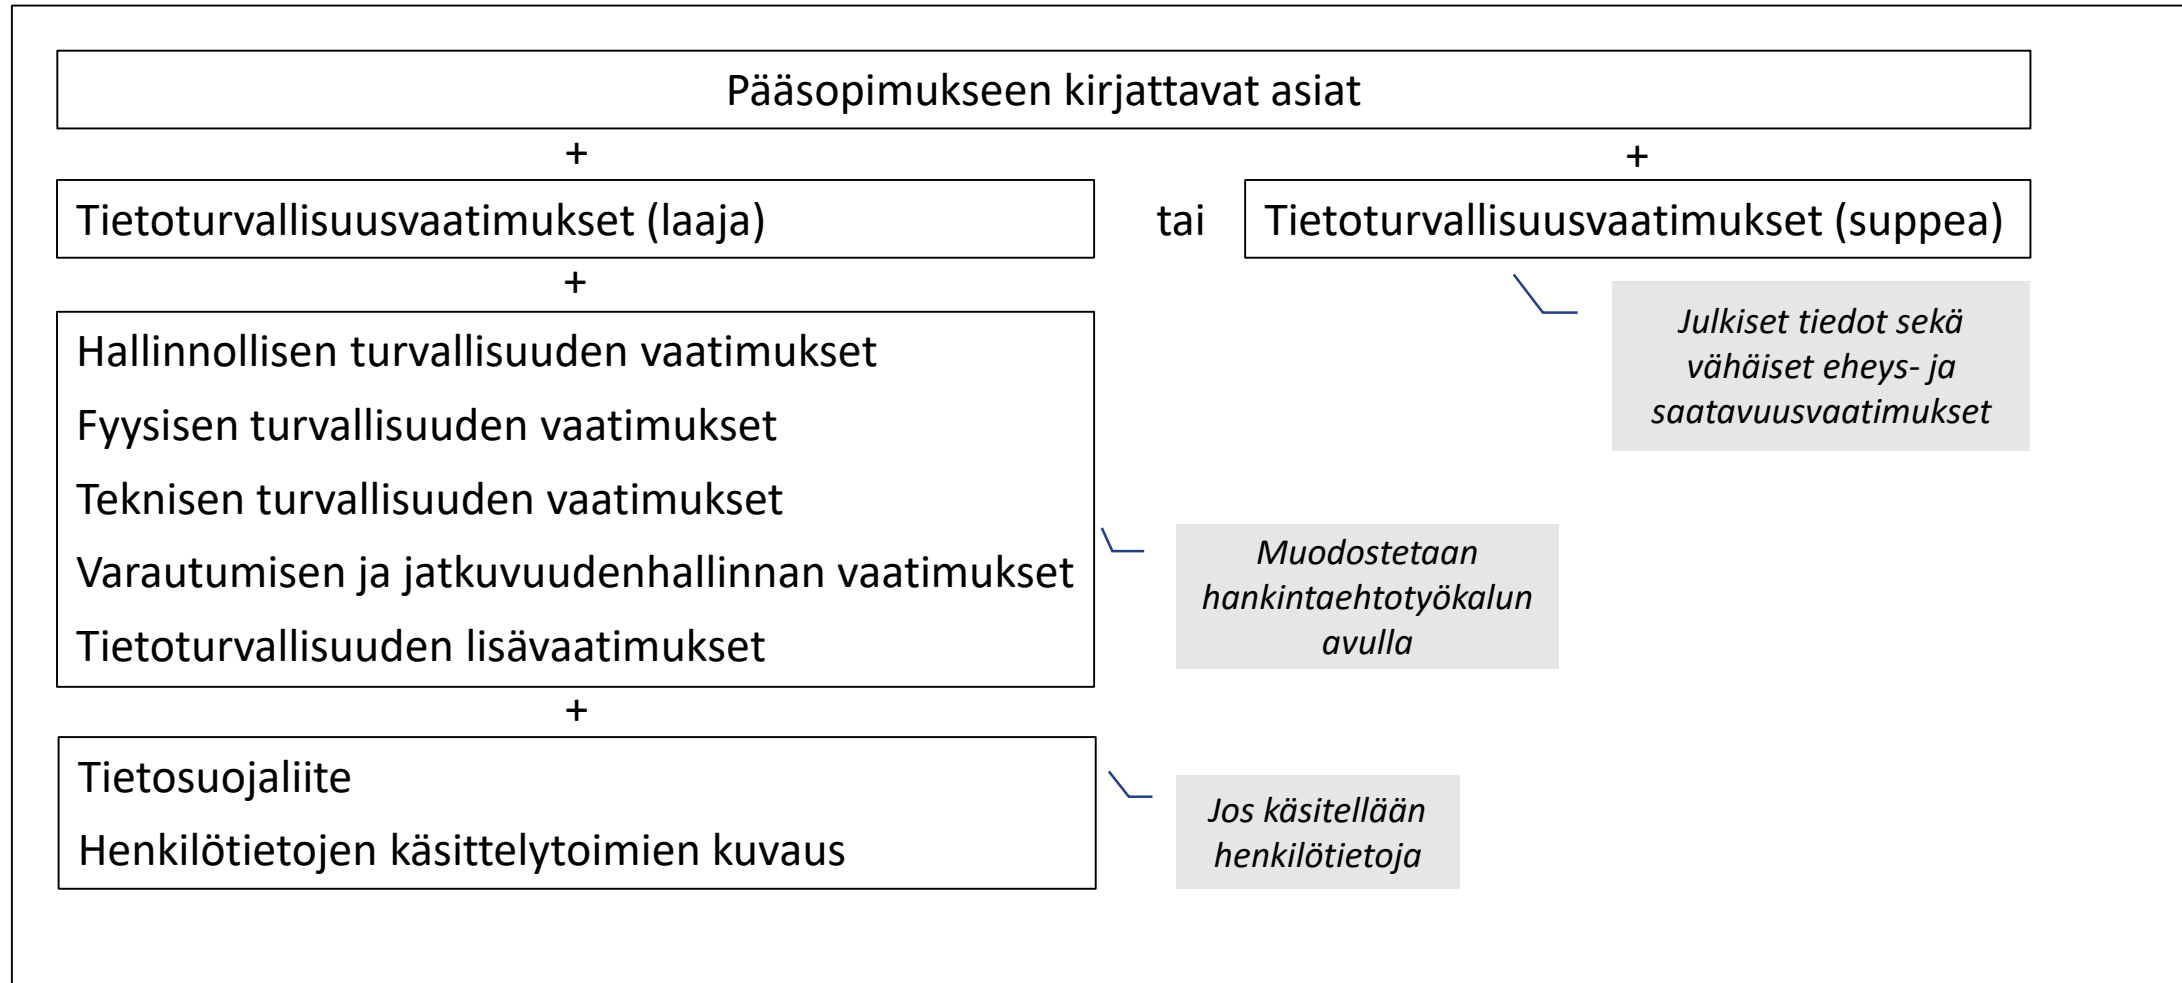 Pääsopimukseen kirjattavat asiat
+
+
Tietoturvallisuusvaatimukset (laaja)
tai
Tietoturvallisuusvaatimukset (suppea)
+
Julkiset tiedot sekä
vähäiset eheys- ja
saatavuusvaatimukset
Hallinnollisen turvallisuuden vaatimukset
Fyysisen turvallisuuden vaatimukset
Teknisen turvallisuuden vaatimukset
Varautumisen ja jatkuvuudenhallinnan vaatimukset
Tietoturvallisuuden lisävaatimukset
Muodostetaan
hankintaehtotyökalun
avulla
+
Tietosuojaliite
Henkilötietojen käsittelytoimien kuvaus
Jos käsitellään
henkilötietoja